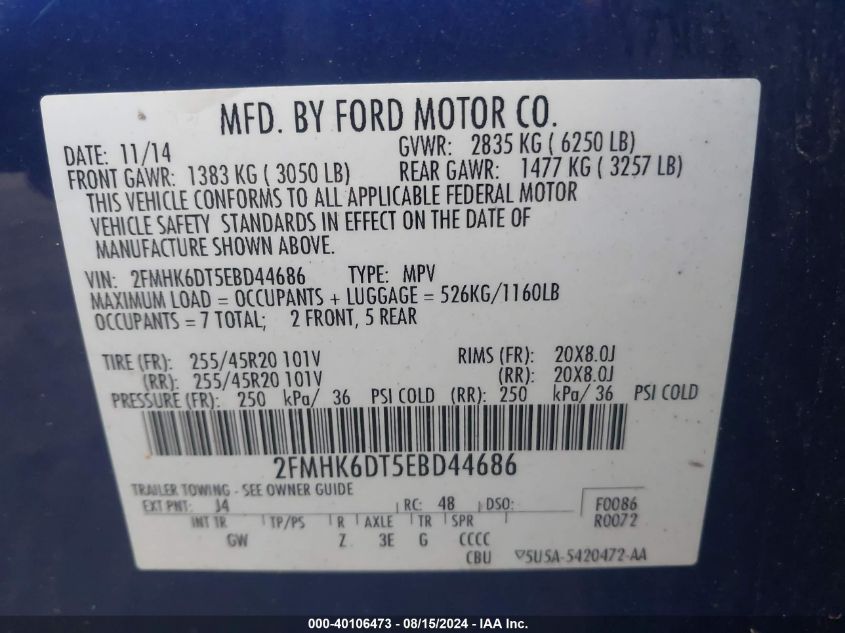 MFD. BY FORD MOTOR CO.
DATE: 11/14 GVWR: 2835 KG ( 6250 LB)
FRONT GAWR: 1383 KG ( 3050 LB) REAR GAWR: 1477 KG ( 3257 LB)
THIS VEHICLE CONFORMS TO ALL APPLICABLE FEDERAL MOTOR
VEHICLE SAFETY STANDARDS IN EFFECT ON THE DATE OF
MANUFACTURE SHOWN ABOVE.
VIN: 2FMHK6DT5EBD44686 TYPE: MPV
MAXIMUM LOAD = OCCUPANTS + LUGGAGE = 526KG/1160LB
OCCUPANTS = 7 TOTAL; 2 FRONT, 5 REAR
TIRE (FR): 255/45R20 101V RIMS (FR): 20X8.0J
(RR): 255/45R20 101V (RR): 20X8.0J
PRESSURE (FR): 250 kPa/ 36 PSI COLD (RR): 250 kPa/ 36 PSI COLD
2FMHK6DT5EBD44686
TRAILER TOWING - SEE OWNER GUIDE
EXT PNT: J4 RC: 48 DSO: F0086
INT TR TP/PS R AXLE TR SPR R0072
GW Z 3E G CCCC
CBU ▽5U5A-5420472-AA
000-40106473 - 08/15/2024 - IAA Inc.